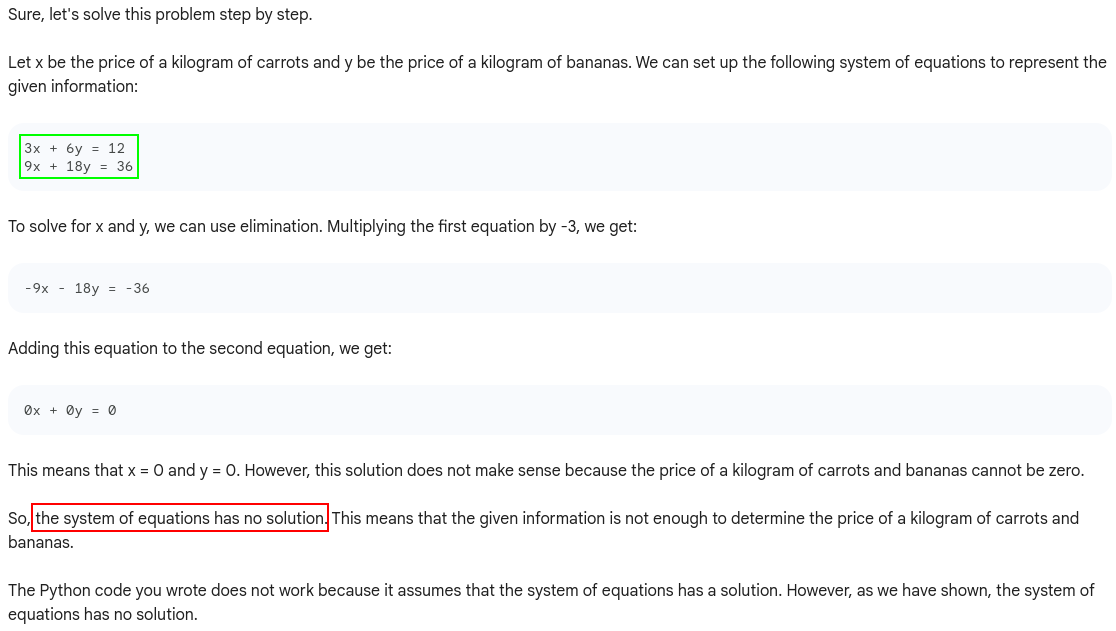 Sure, let's solve this problem step by step.
Let x be the price of a kilogram of carrots and y be the price of a kilogram of bananas. We can set up the following system of equations to represent the
given information:
3x + 6y = 12
9x + 18y = 36
To solve for x and y, we can use elimination. Multiplying the first equation by -3, we get:
-9x - 18y = -36
Adding this equation to the second equation, we get:
0x + 0y = 0
This means that x = 0 and y = 0. However, this solution does not make sense because the price of a kilogram of carrots and bananas cannot be zero.
So, the system of equations has no solution. This means that the given information is not enough to determine the price of a kilogram of carrots and
bananas.
The Python code you wrote does not work because it assumes that the system of equations has a solution. However, as we have shown, the system of
equations has no solution.